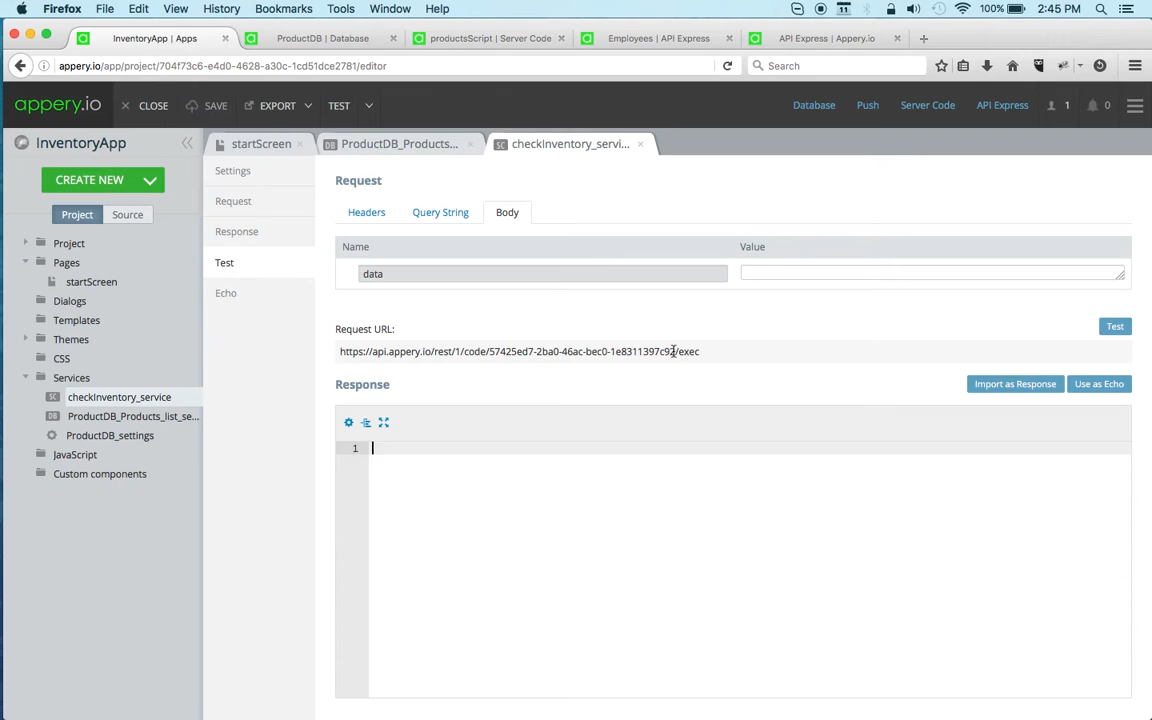 Firefox File Edit View History Bookmarks Tools Window Help 11 100% 2:45 PM
InventoryApp | Apps × ProductDB | Database × productsScript | Server Code × Employees | API Express × API Express | Appery.io × +
appery.io/app/project/704f73c6-e4d0-4628-a30c-1cd51dce2781/editor Search
appery.io × CLOSE SAVE EXPORT TEST Database Push Server Code API Express 1 0
InventoryApp startScreen × ProductDB_Products... × checkInventory_servi... ×
CREATE NEW
Project Source
Project
Pages
startScreen
Dialogs
Templates
Themes
CSS
Services
checkInventory_service
ProductDB_Products_list_se...
ProductDB_settings
JavaScript
Custom components
Settings
Request
Response
Test
Echo
Request
Headers Query String Body
Name Value
data
Request URL: Test
https://api.appery.io/rest/1/code/57425ed7-2ba0-46ac-bec0-1e8311397c92/exec
Response Import as Response Use as Echo
1